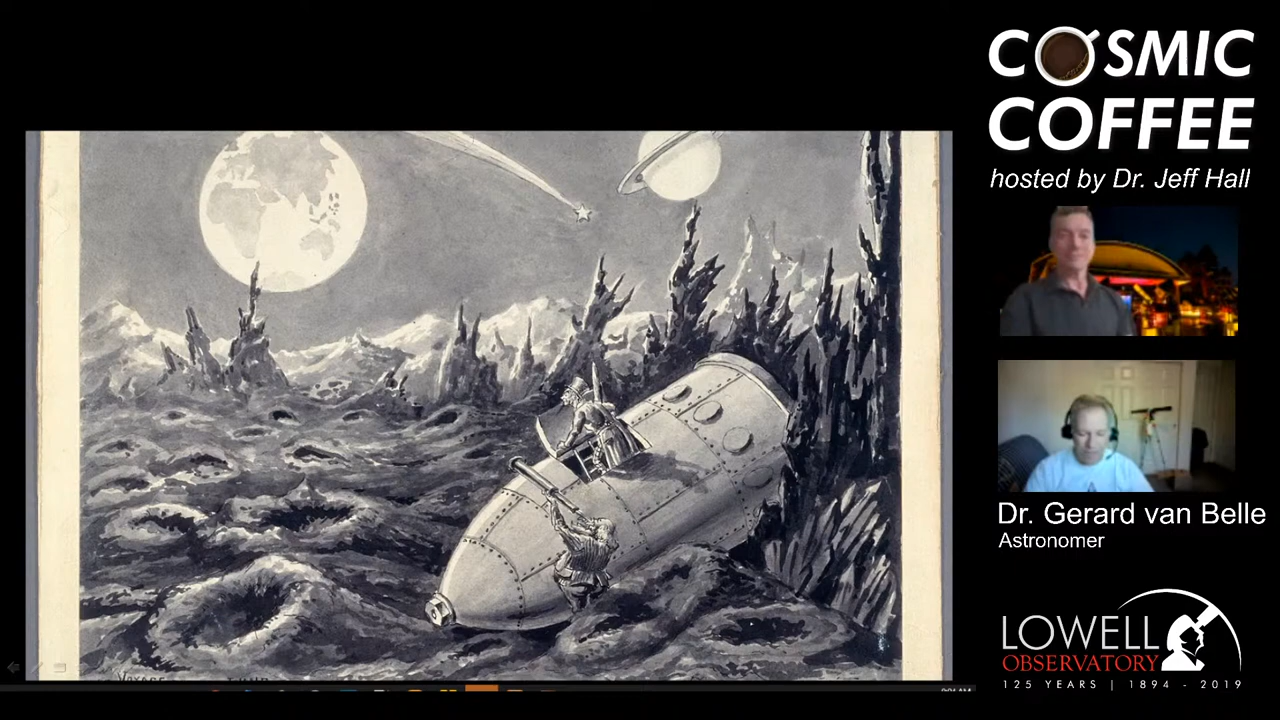 COSMIC
COFFEE
hosted by Dr. Jeff Hall
Dr. Gerard van Belle
Astronomer
LOWELL
OBSERVATORY
125 YEARS | 1894 - 2019